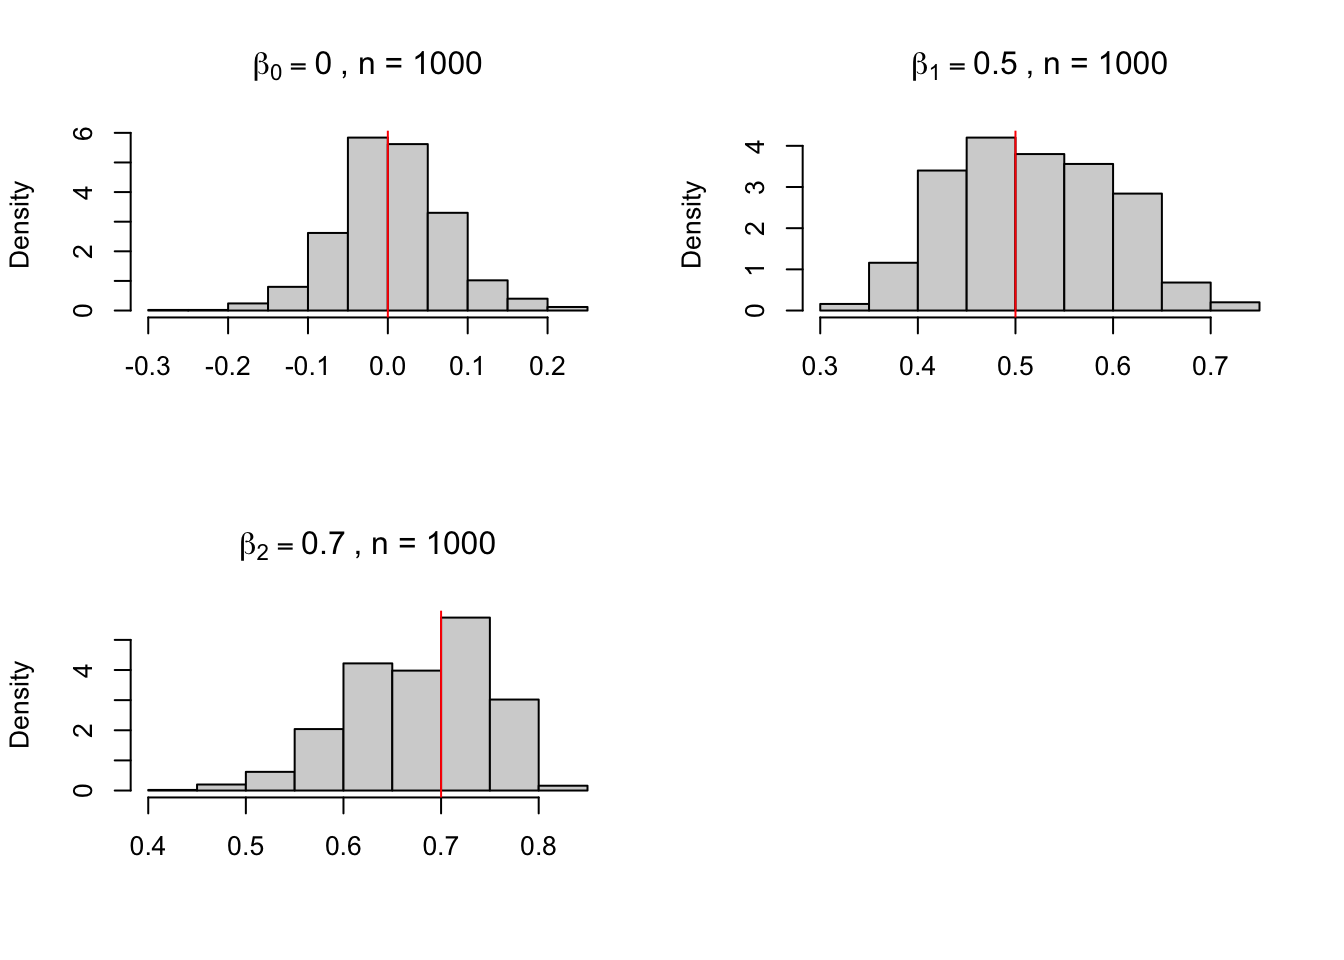 β0 = 0 , n = 1000
Density
0 2 4 6
-0.3 -0.2 -0.1 0.0 0.1 0.2
β1 = 0.5 , n = 1000
Density
0 1 2 3 4
0.3 0.4 0.5 0.6 0.7
β2 = 0.7 , n = 1000
Density
0 2 4
0.4 0.5 0.6 0.7 0.8